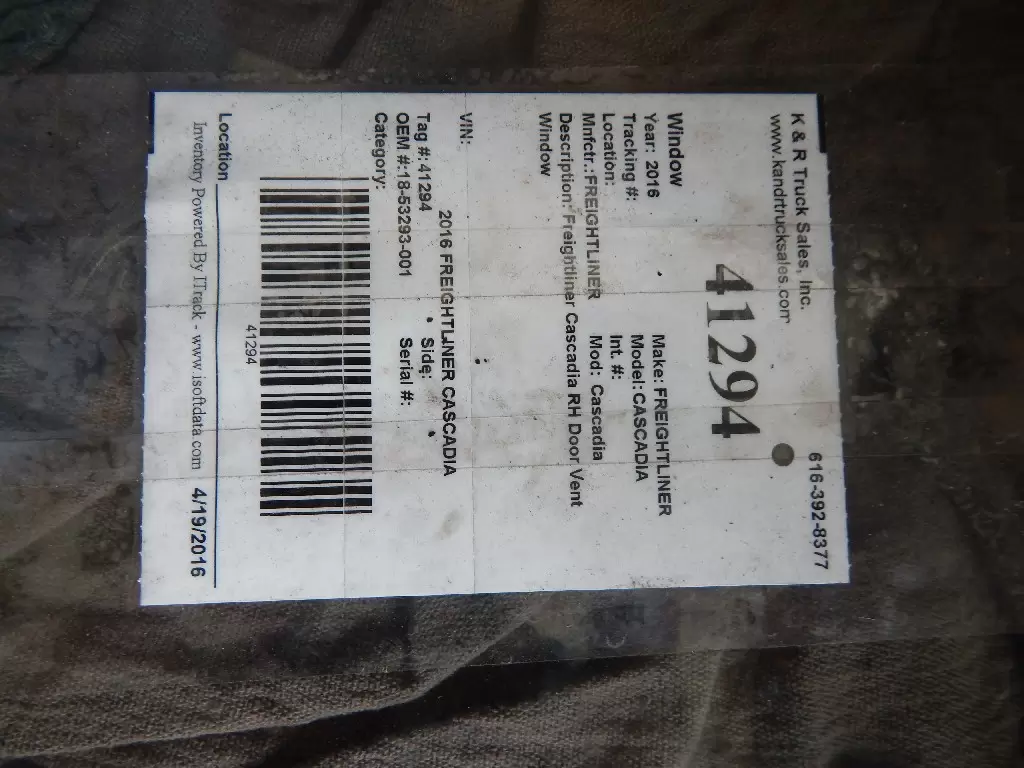 K & R Truck Sales, Inc. 616-392-8377
www.kandrtrucksales.com
41294
Window Make:FREIGHTLINER
Year: 2016 Model:CASCADIA
Tracking #: Int. #:
Location: Mod: Cascadia
Mnfctr.:FREIGHTLINER
Description: Freightliner Cascadia RH Door Vent
Window
VIN:
2016 FREIGHTLINER CASCADIA
Tag #: 41294 Side:
OEM #:18-53293-001 Serial #:
Category:
41294
Location
Inventory Powered By ITrack - www.isoftdata.com 4/19/2016